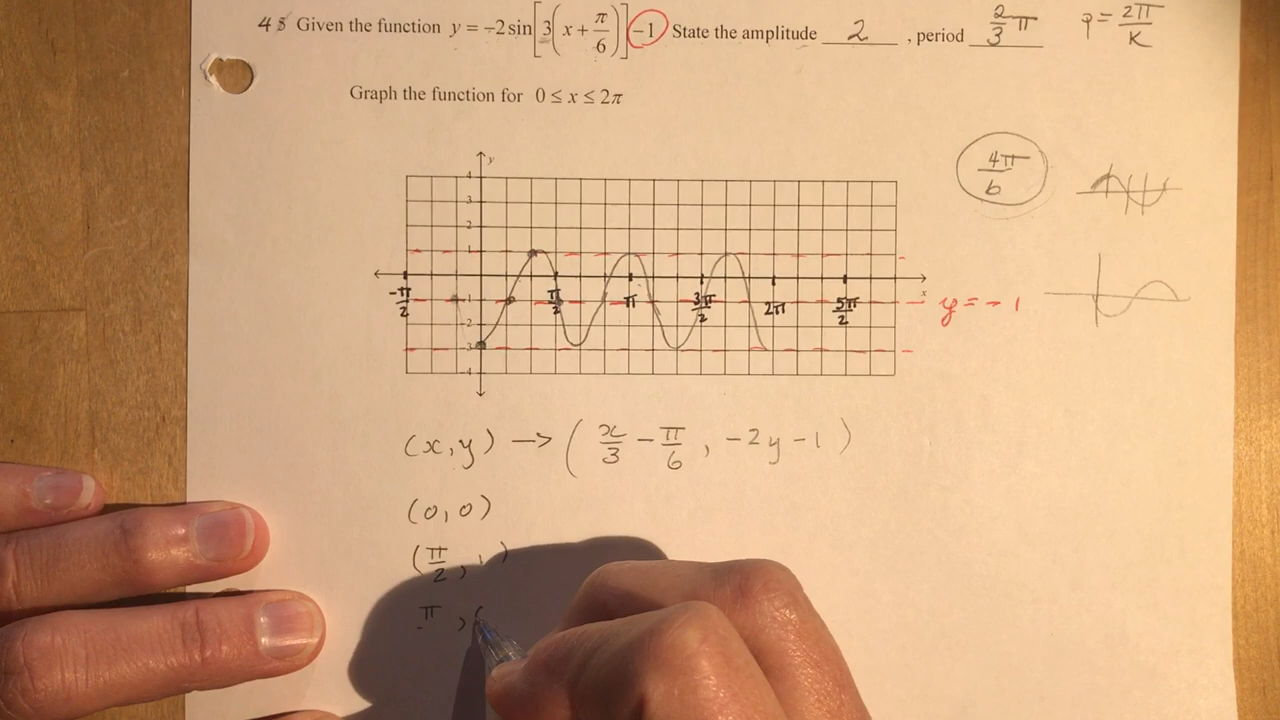 45 Given the function y = −2 sin[3(x + π/6)] −1 State the amplitude 2 , period 2/3 π P = 2π/K
Graph the function for 0 ≤ x ≤ 2π
4π/6
y
4
3
2
1
-π/2 -1 π/2 π 3π/2 2π 5π/2 x y = -1
-2
-3
-4
(x,y) → (x/3 - π/6, -2y-1)
(0,0)
(π/2, 1)
π ,